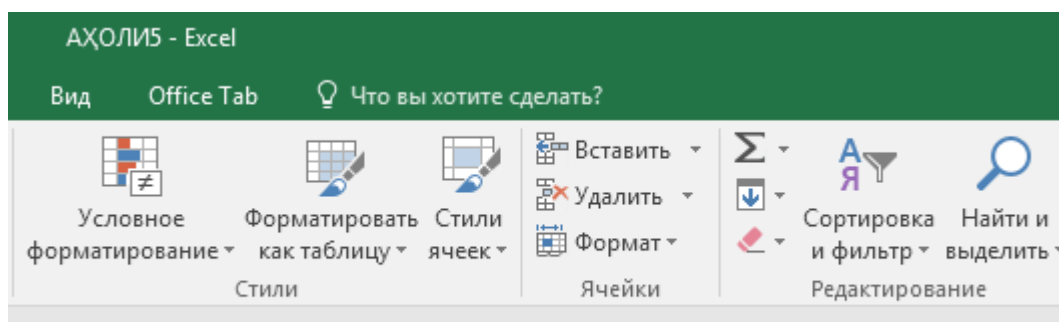 АҲОЛИ5 - Excel
Вид Office Tab Что вы хотите сделать?
Условное форматирование
Форматировать как таблицу
Стили ячеек
Вставить
Удалить
Формат
Сортировка и фильтр
Найти и выделить
Стили Ячейки Редактирование